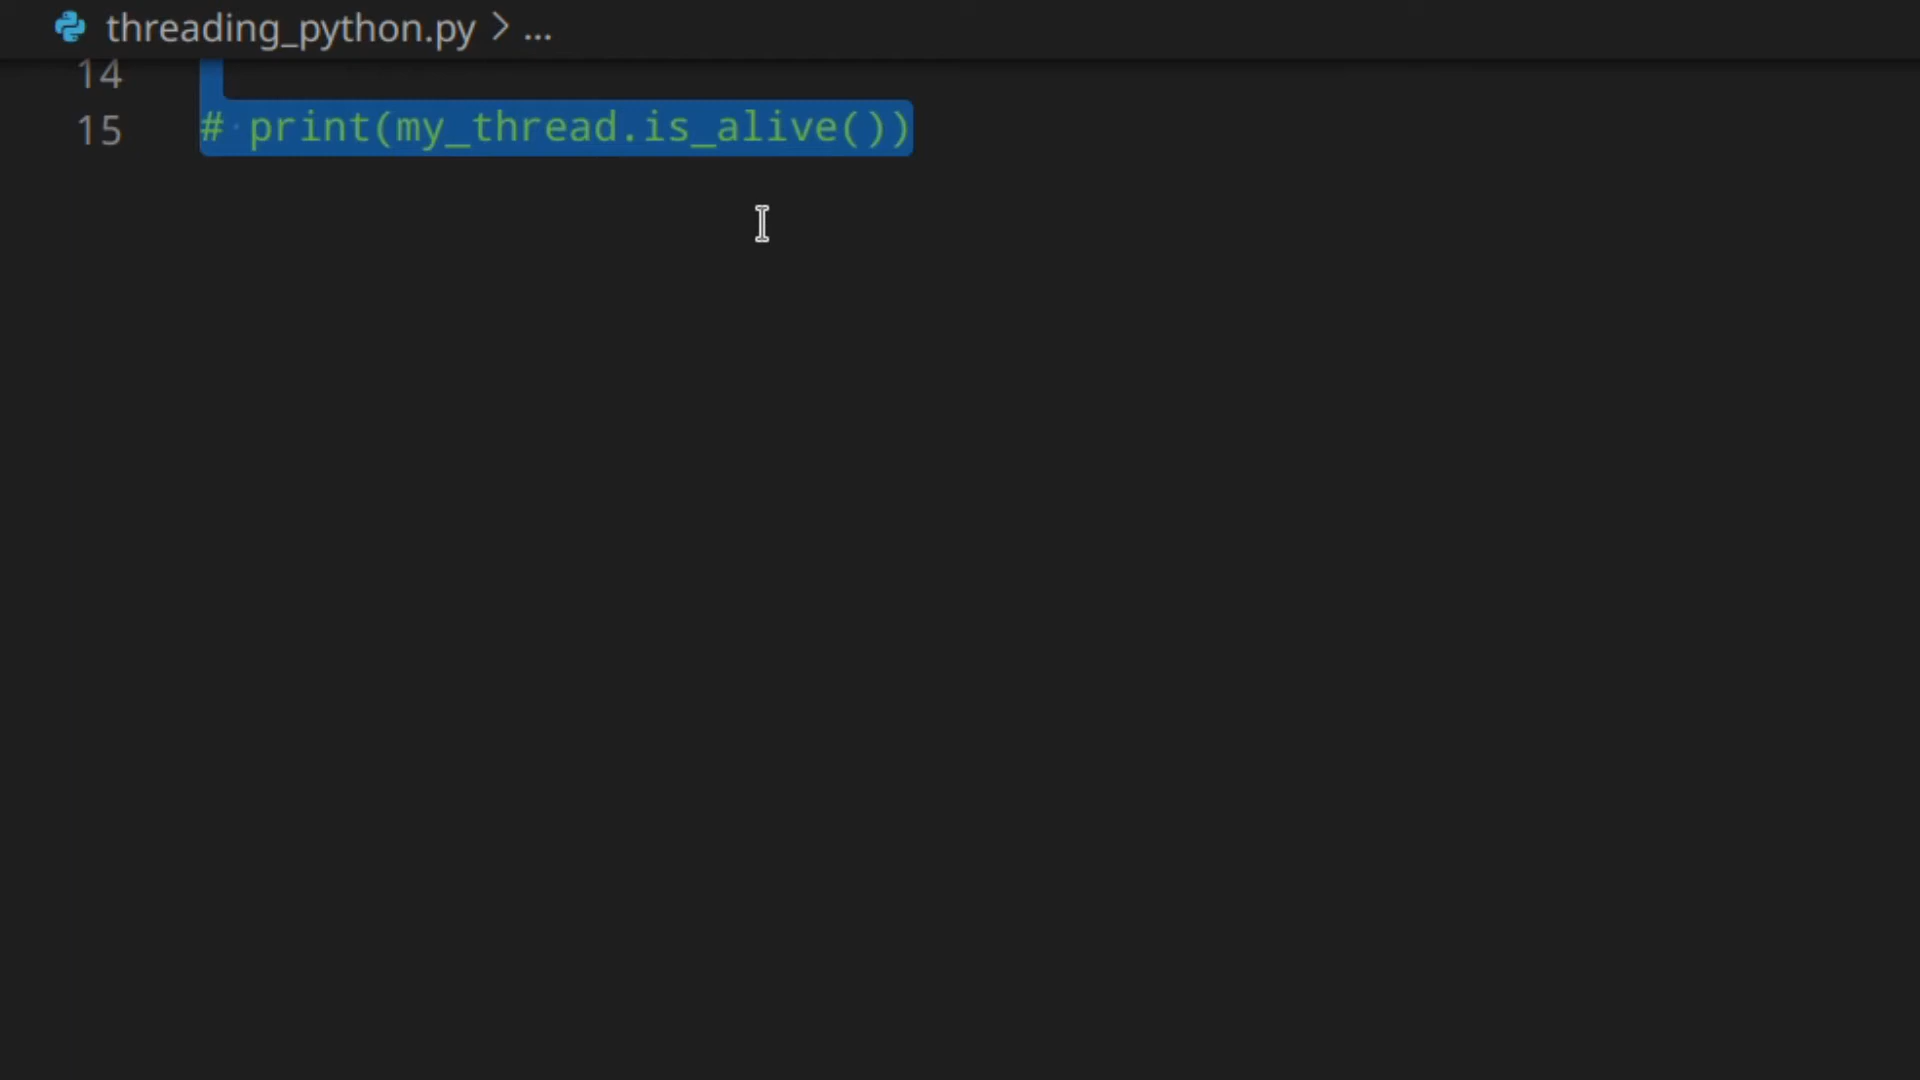 threading_python.py > ...
14
15 # print(my_thread.is_alive())